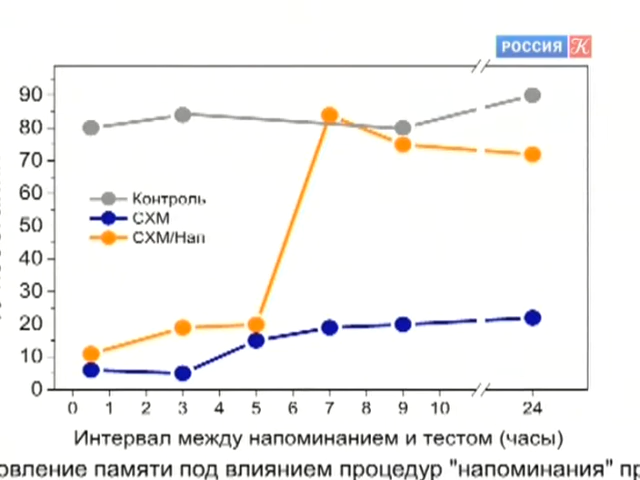 РОССИЯ К
90
80
70
60
50
40
30
20
10
0
Контроль
СХМ
СХМ/Нап
0 1 2 3 4 5 6 7 8 9 10 24
Интервал между напоминанием и тестом (часы)
овление памяти под влиянием процедур "напоминания" пр